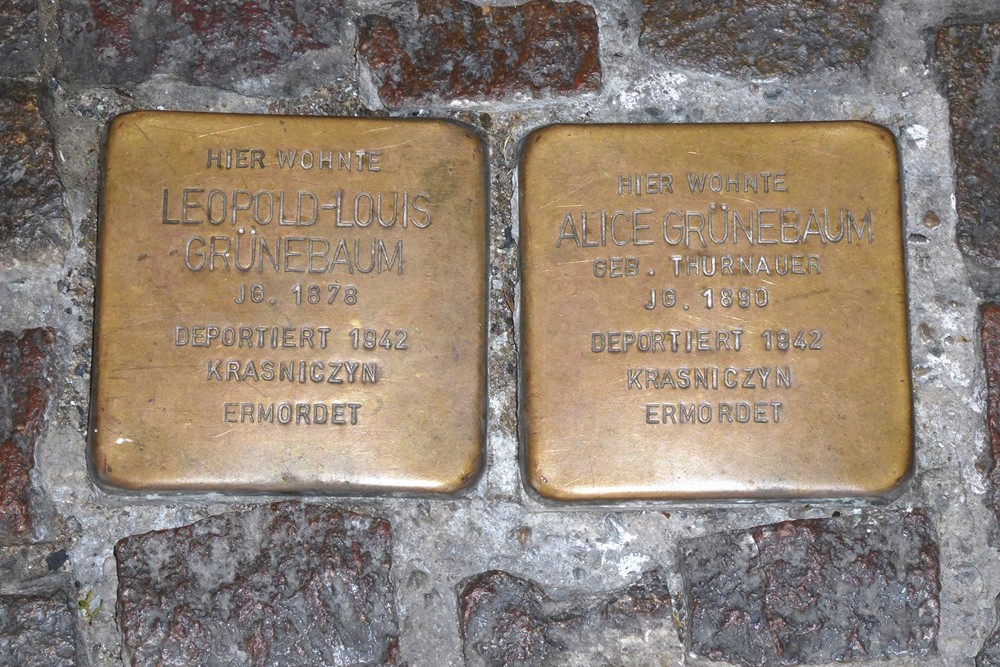 HIER WOHNTE
LEOPOLD-LOUIS
GRÜNEBAUM
JG. 1878
DEPORTIERT 1942
KRASNICZYN
ERMORDET
HIER WOHNTE
ALICE GRÜNEBAUM
GEB. THURNAUER
JG. 1890
DEPORTIERT 1942
KRASNICZYN
ERMORDET